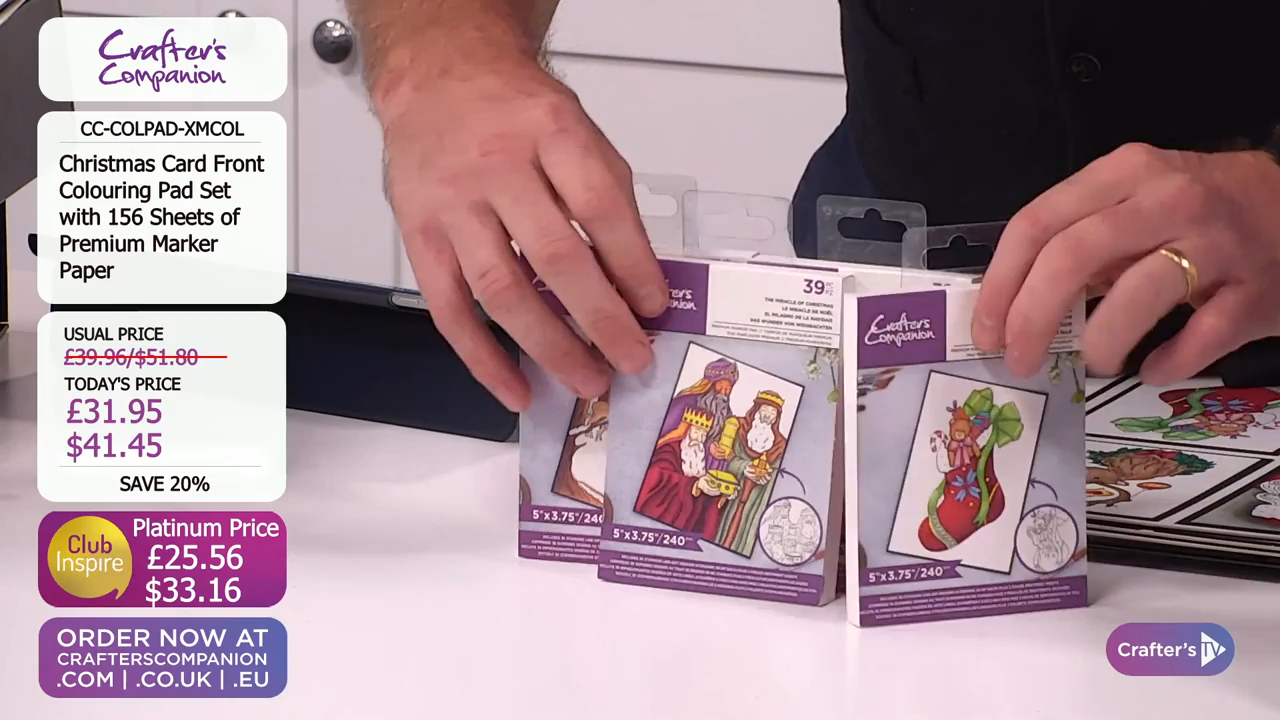 Crafter's
Companion
CC-COLPAD-XMCOL
Christmas Card Front
Colouring Pad Set
with 156 Sheets of
Premium Marker
Paper
USUAL PRICE
£39.96/$51.80
TODAY'S PRICE
£31.95
$41.45
SAVE 20%
Club
Inspire
Platinum Price
£25.56
$33.16
ORDER NOW AT
CRAFTERSCOMPANION
.COM | .CO.UK | .EU
39
THE MIRACLE OF CHRISTMAS
LE MIRACLE DE NOËL
EL MILAGRO DE LA NAVIDAD
DAS WUNDER VON WEIHNACHTEN
Crafter's
Companion
5"x3.75"/240
5"x3.75"/240
5"x3.75"/240
Crafter's TV